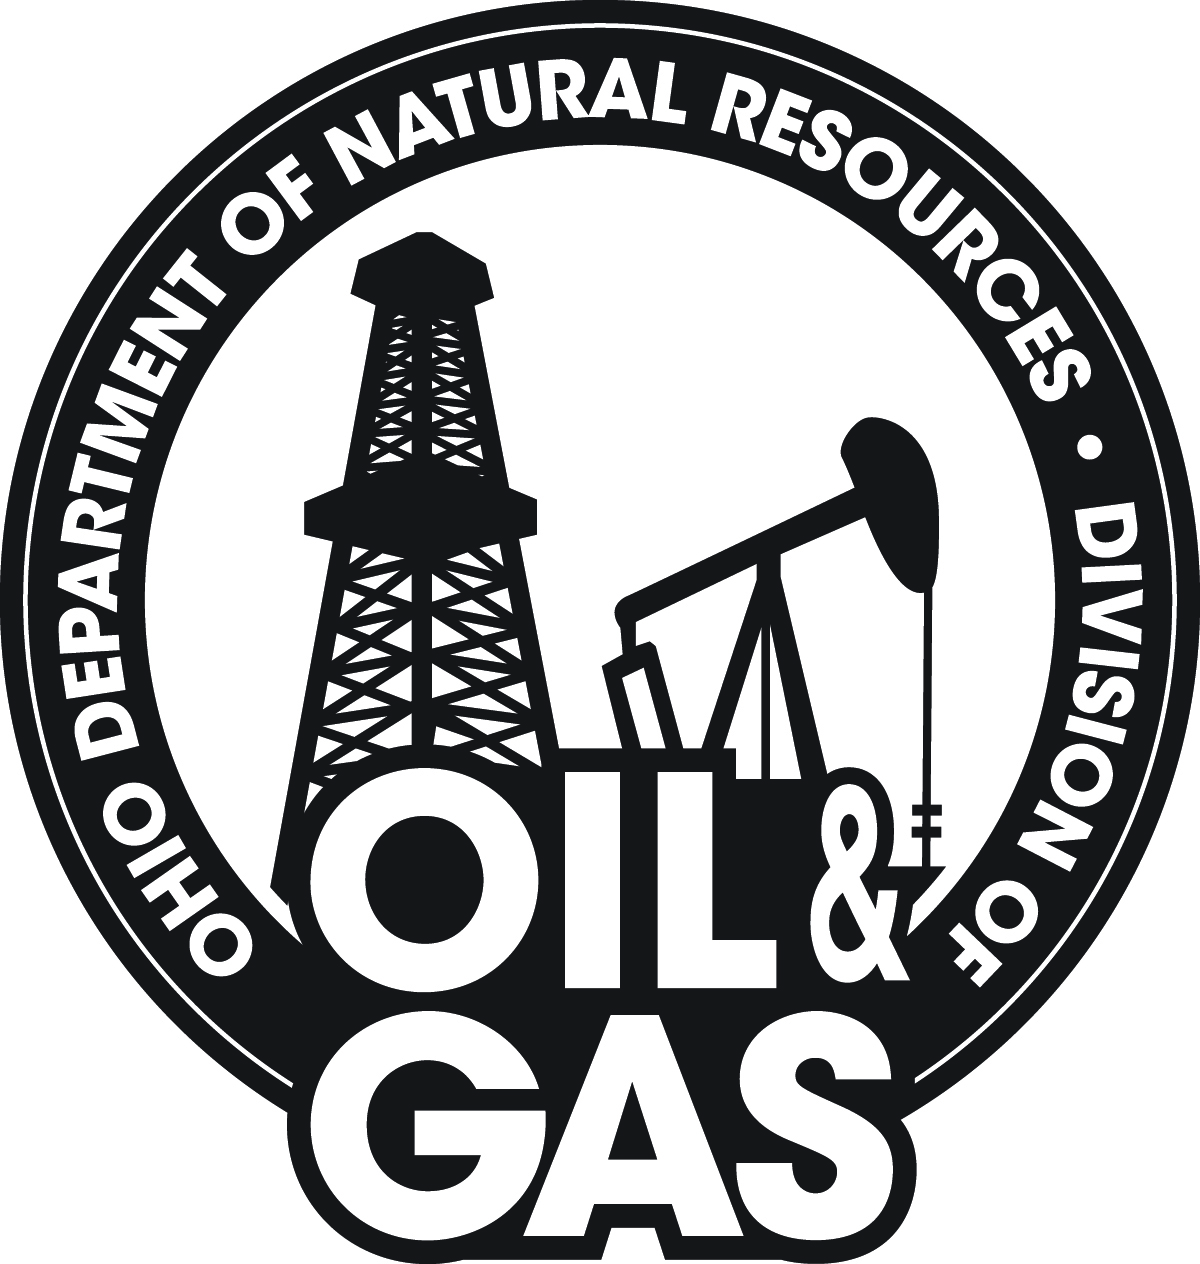 OHIO DEPARTMENT OF NATURAL RESOURCES • DIVISION OF
OIL &
GAS